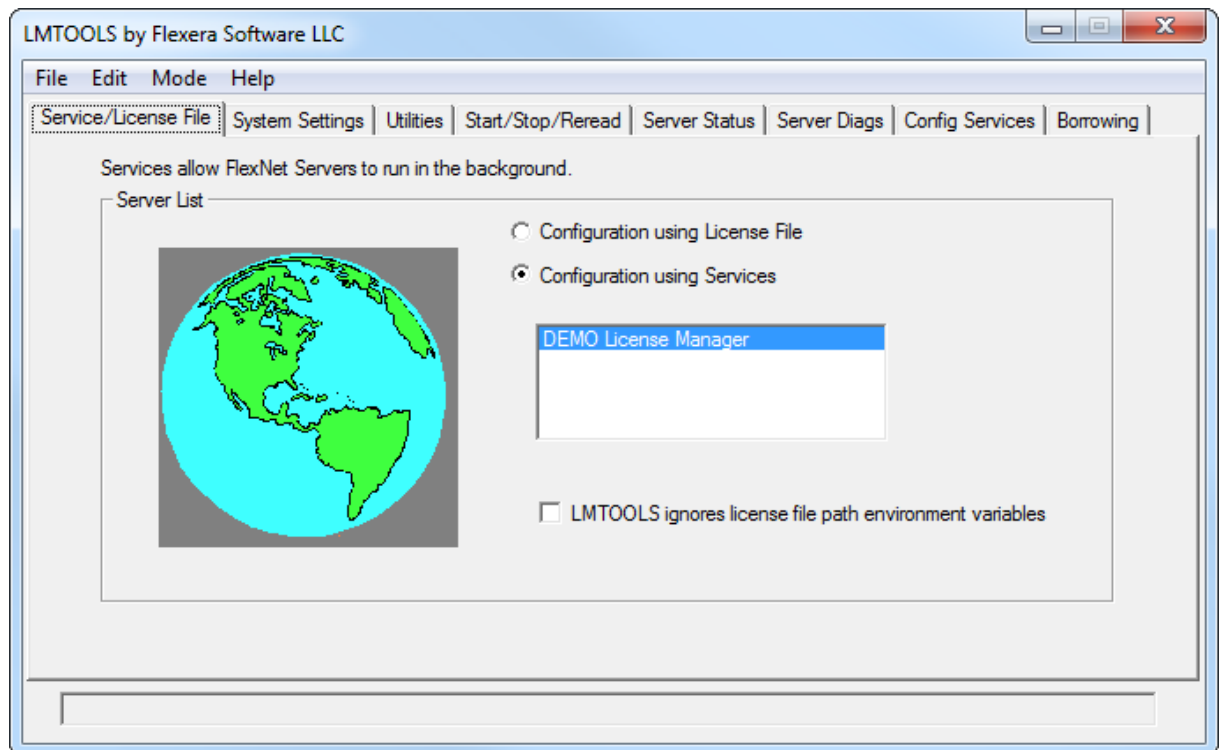 LMTOOLS by Flexera Software LLC
File Edit Mode Help
Service/License File System Settings Utilities Start/Stop/Reread Server Status Server Diags Config Services Borrowing
Services allow FlexNet Servers to run in the background.
Server List
Configuration using License File
Configuration using Services
DEMO License Manager
LMTOOLS ignores license file path environment variables